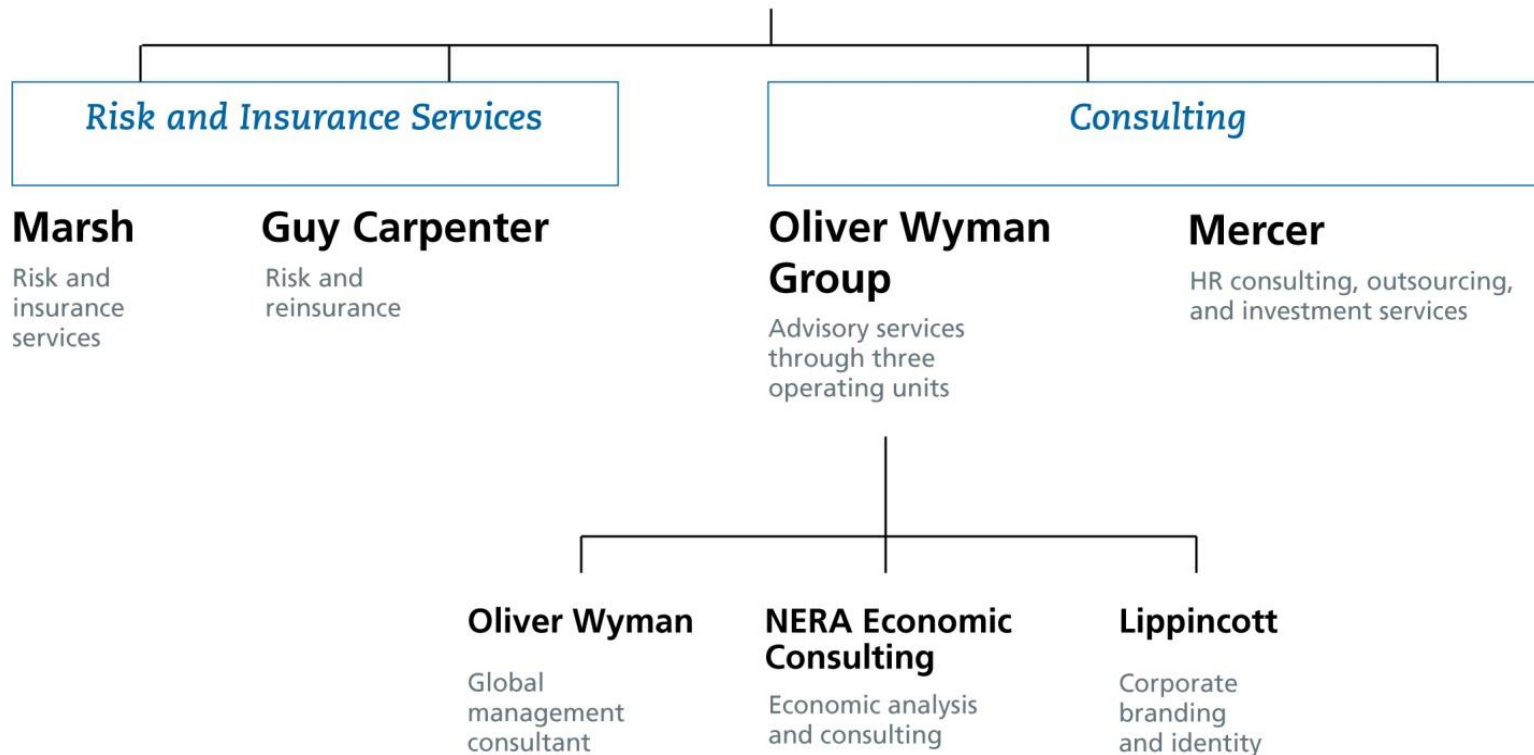 Risk and Insurance Services
Consulting
Marsh
Guy Carpenter
Oliver Wyman
Group
Mercer
Risk and
insurance
services
Risk and
reinsurance
Advisory services
through three
operating units
HR consulting, outsourcing,
and investment services
Oliver Wyman
NERA Economic
Consulting
Lippincott
Global
management
consultant
Economic analysis
and consulting
Corporate
branding
and identity